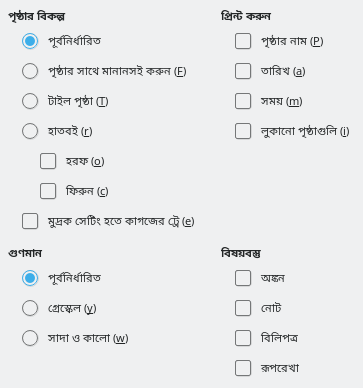 পৃষ্ঠার বিকল্প
পূর্বনির্ধারিত
পৃষ্ঠার সাথে মানানসই করুন (F)
টাইল পৃষ্ঠা (T)
হাতবই (r)
হরফ (o)
ফিরুন (c)
মুদ্রক সেটিং হতে কাগজের ট্রে (e)
প্রিন্ট করুন
পৃষ্ঠার নাম (P)
তারিখ (a)
সময় (m)
লুকানো পৃষ্ঠাগুলি (i)
গুণমান
পূর্বনির্ধারিত
গ্রেস্কেল (y)
সাদা ও কালো (w)
বিষয়বস্তু
অঙ্কন
নোট
বিলিপত্র
রূপরেখা